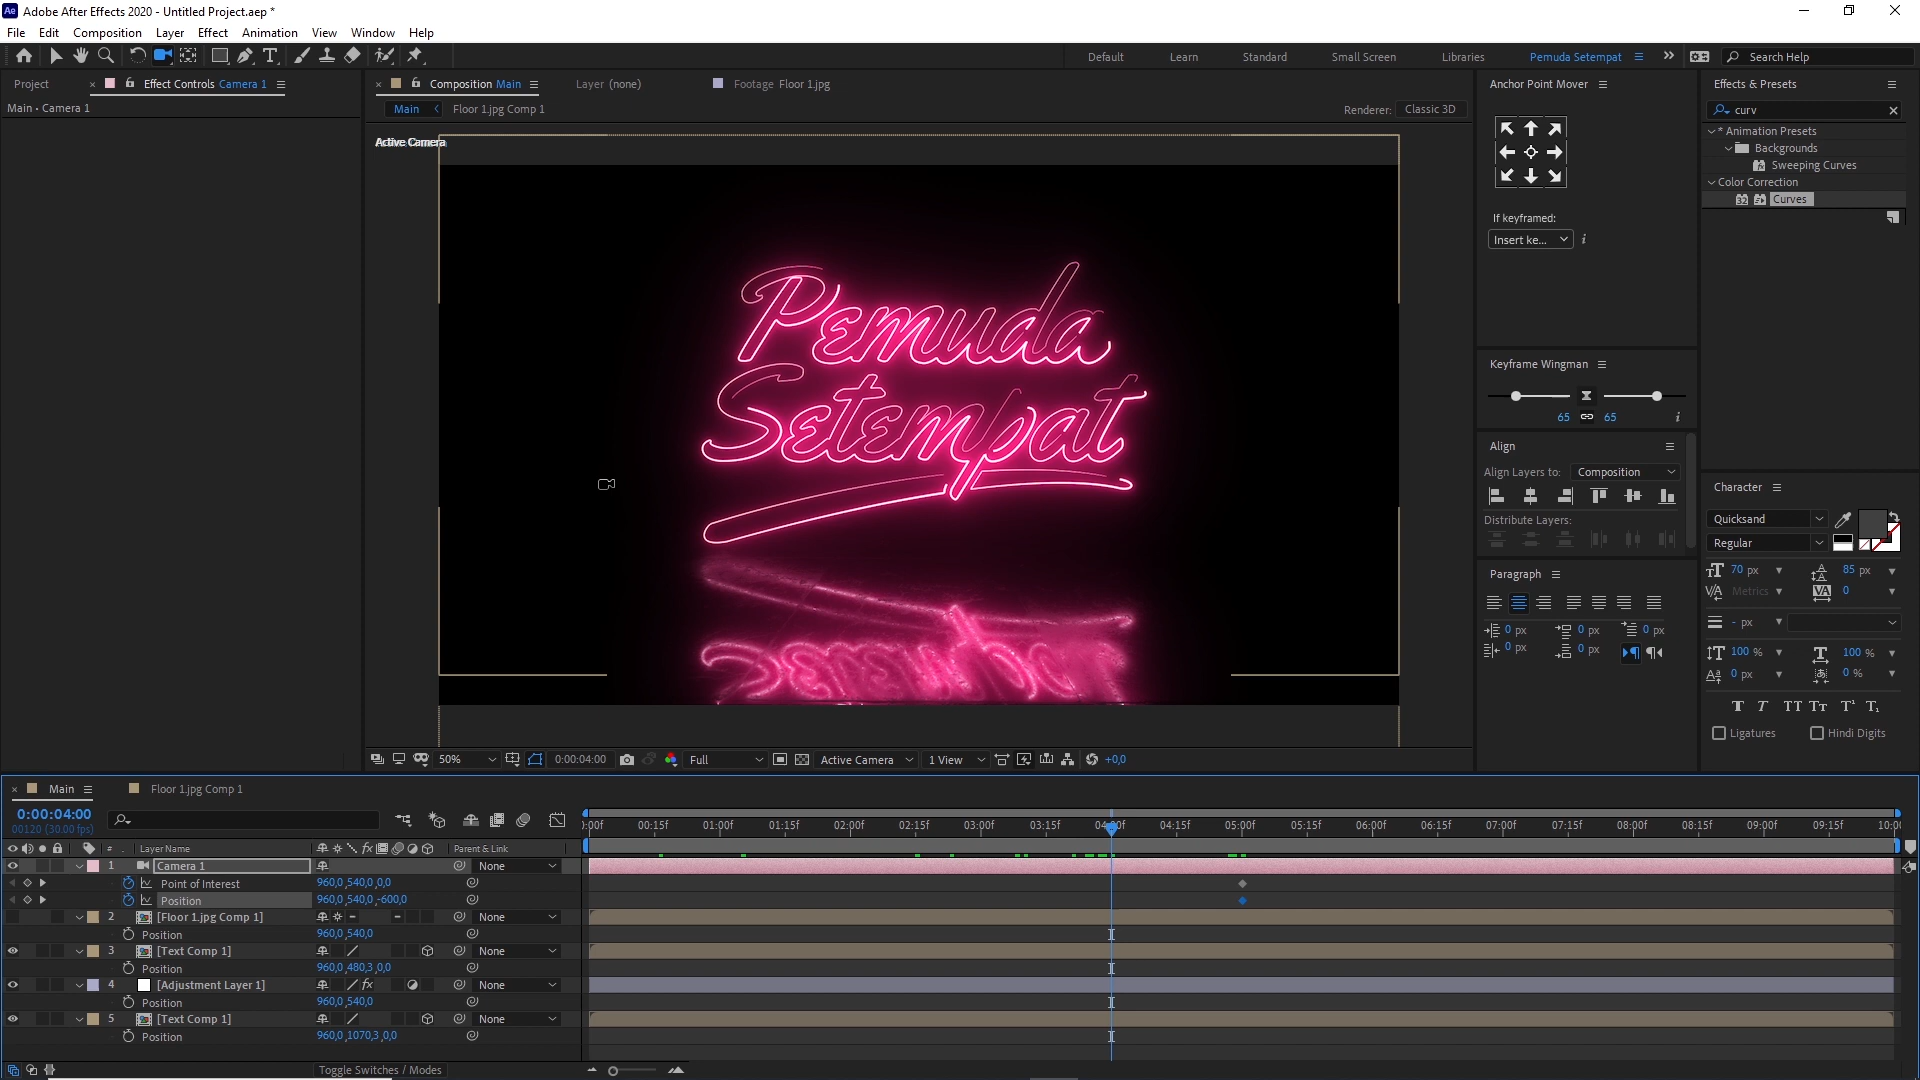 Ae Adobe After Effects 2020 - Untitled Project.aep *
File Edit Composition Layer Effect Animation View Window Help
Default Learn Standard Small Screen Libraries Pemuda Setempat Search Help
Project Effect Controls Camera 1
Main • Camera 1
Composition Main Layer (none) Footage Floor 1.jpg
Main Floor 1.jpg Comp 1 Renderer: Classic 3D
Active Camera
Pemuda
Setempat
50% 0:00:04:00 Full Active Camera 1 View +0,0
Anchor Point Mover
If keyframed:
Insert ke...
Keyframe Wingman
65 65
Align
Align Layers to: Composition
Distribute Layers:
Paragraph
0 px 0 px 0 px
0 px 0 px
Effects & Presets
curv
* Animation Presets
Backgrounds
Sweeping Curves
Color Correction
32 Curves
Character
Quicksand
Regular
70 px 85 px
Metrics 0
- px
100 % 100 %
0 px 0 %
T T TT Tt T¹ T₁
Ligatures Hindi Digits
Main Floor 1.jpg Comp 1
0:00:04:00
00120 (30.00 fps)
:00f 00:15f 01:00f 01:15f 02:00f 02:15f 03:00f 03:15f 04:00f 04:15f 05:00f 05:15f 06:00f 06:15f 07:00f 07:15f 08:00f 08:15f 09:00f 09:15f 10:0
# Layer Name Parent & Link
1 Camera 1 None
Point of Interest 960,0,540,0,0,0
Position 960,0,540,0,-600,0
2 [Floor 1.jpg Comp 1] None
Position 960,0,540,0
3 [Text Comp 1] None
Position 960,0,480,3,0,0
4 [Adjustment Layer 1] fx None
Position 960,0,540,0
5 [Text Comp 1] None
Position 960,0,1070,3,0,0
Toggle Switches / Modes